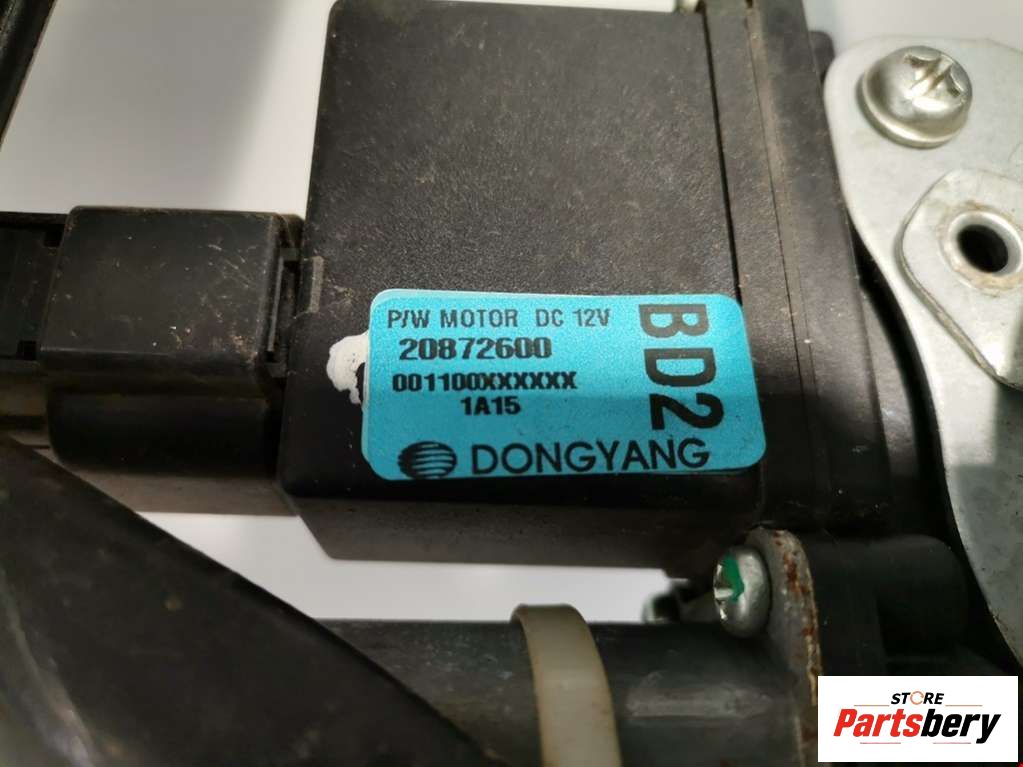 P/W MOTOR DC 12V
20872600
001100XXXXXX
1A15
DONGYANG
BD2
STORE
Partsbery